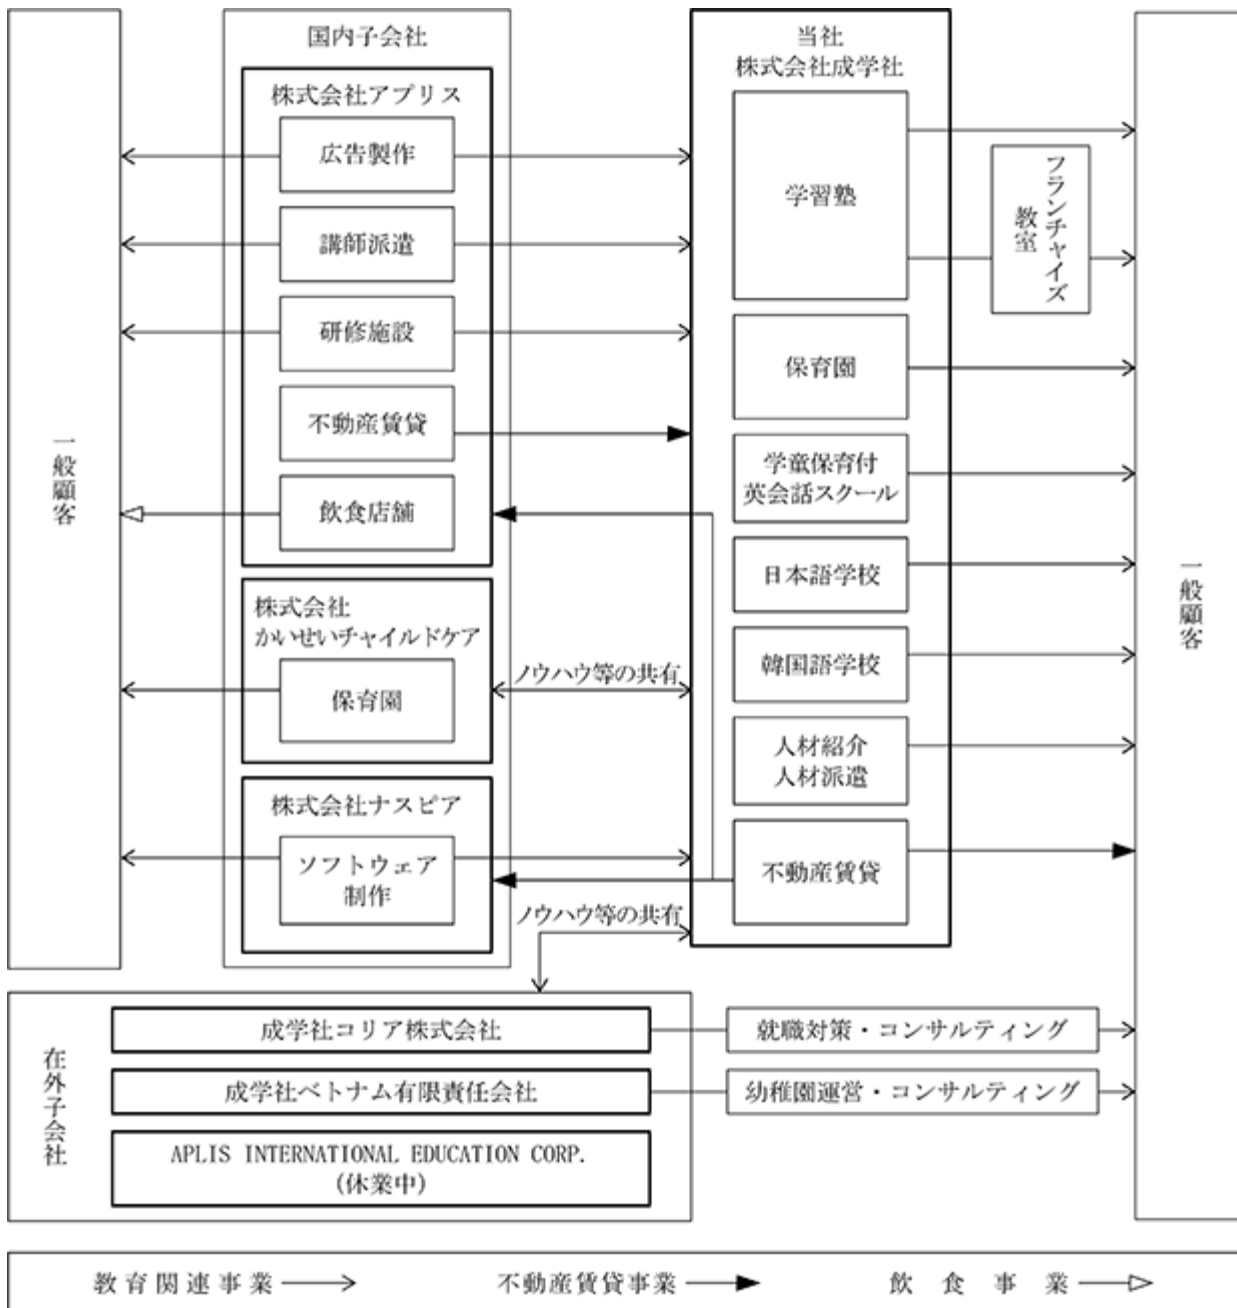 一般顧客
国内子会社
株式会社アプリス
広告製作
講師派遣
研修施設
不動産賃貸
飲食店舗
株式会社
かいせいチャイルドケア
保育園
株式会社ナスピア
ソフトウェア
制作
ノウハウ等の共有
ノウハウ等の共有
当社
株式会社成学社
学習塾
フランチャイズ
教室
保育園
学童保育付
英会話スクール
日本語学校
韓国語学校
人材紹介
人材派遣
不動産賃貸
一般顧客
在外子会社
成学社コリア株式会社
就職対策・コンサルティング
成学社ベトナム有限責任会社
幼稚園運営・コンサルティング
APLIS INTERNATIONAL EDUCATION CORP.
(休業中)
教育関連事業
不動産賃貸事業
飲食事業